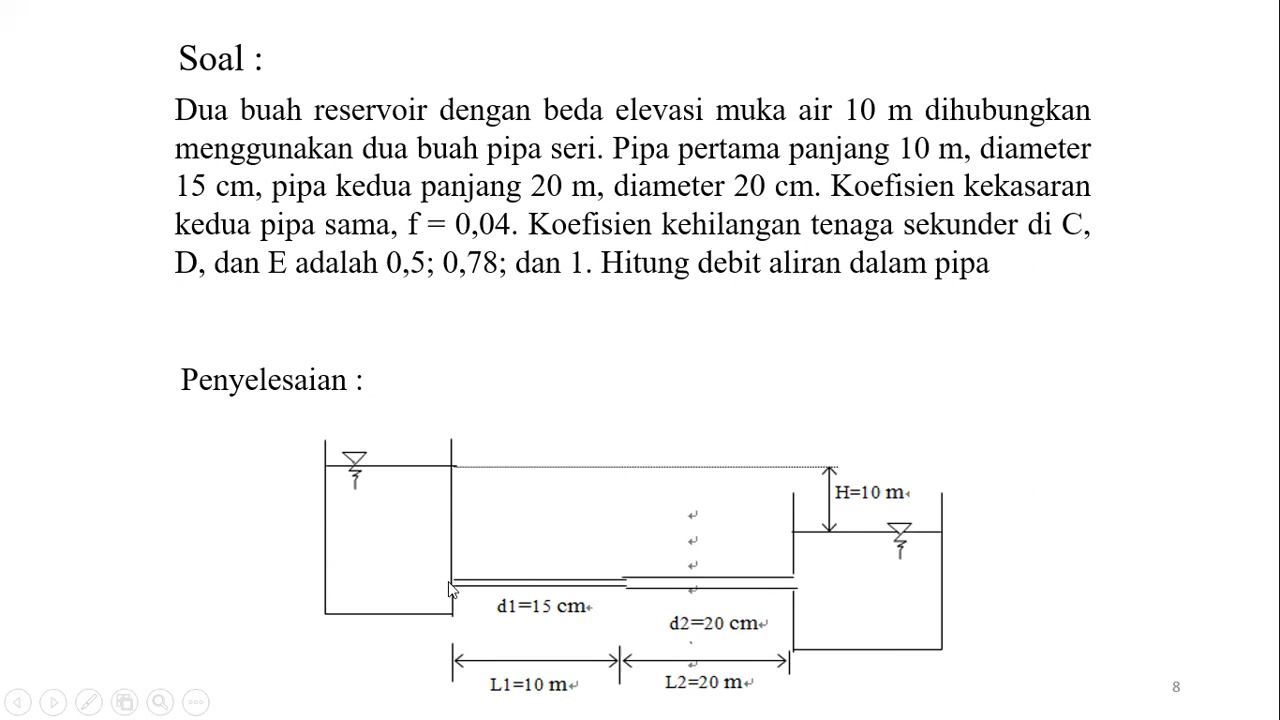 Soal :
Dua buah reservoir dengan beda elevasi muka air 10 m dihubungkan
menggunakan dua buah pipa seri. Pipa pertama panjang 10 m, diameter
15 cm, pipa kedua panjang 20 m, diameter 20 cm. Koefisien kekasaran
kedua pipa sama, f = 0,04. Koefisien kehilangan tenaga sekunder di C,
D, dan E adalah 0,5; 0,78; dan 1. Hitung debit aliran dalam pipa
Penyelesaian :
H=10 m
d1=15 cm
d2=20 cm
L1=10 m
L2=20 m
8